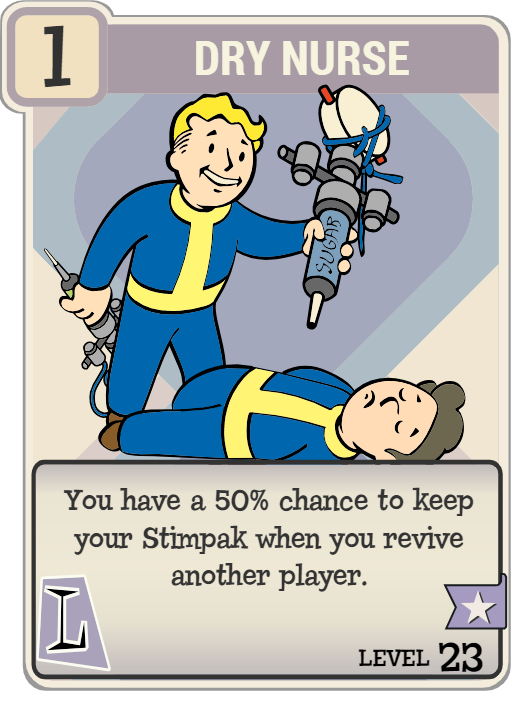 1
DRY NURSE
SUGAR
You have a 50% chance to keep
your Stimpak when you revive
another player.
L
LEVEL 23